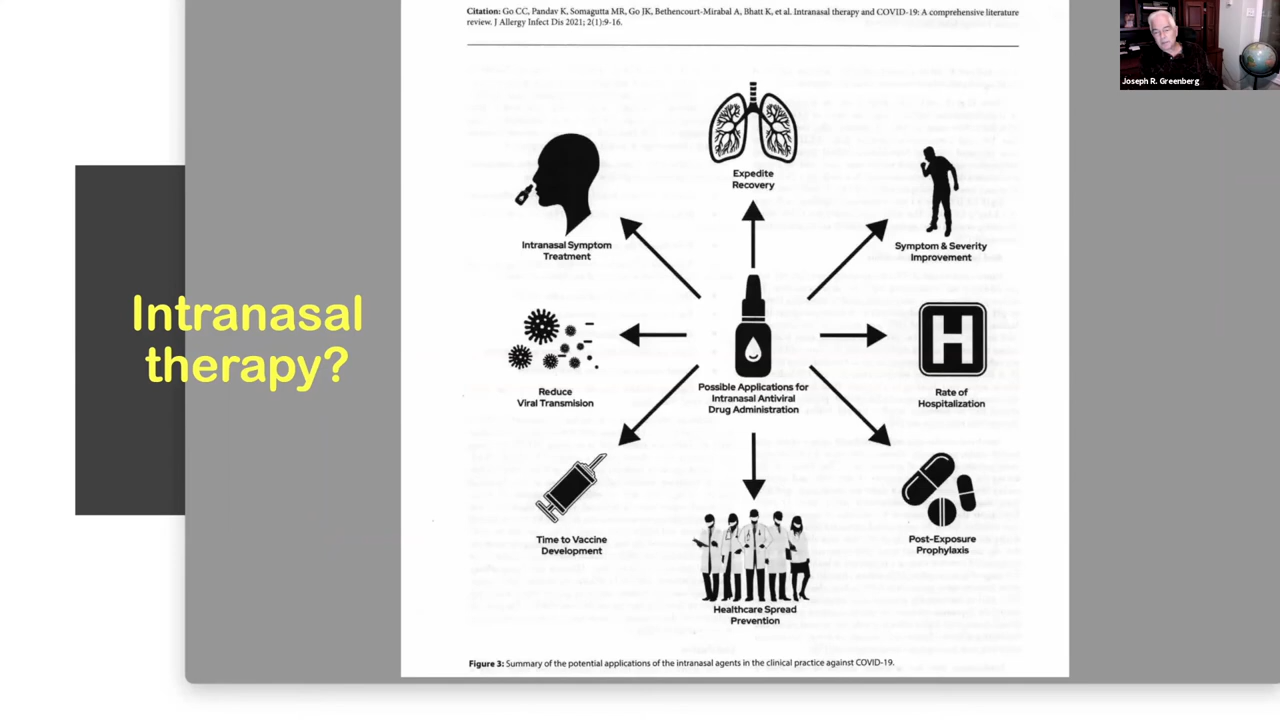 Citation: Go CC, Pandav K, Somagutta MR, Go JK, Bethencourt-Mirabal A, Bhatt K, et al. Intranasal therapy and COVID-19: A comprehensive literature
review. J Allergy Infect Dis 2021; 2(1):9-16.
Joseph R. Greenberg
Intranasal
therapy?
Expedite
Recovery
Intranasal Symptom
Treatment
Symptom & Severity
Improvement
Reduce
Viral Transmision
Possible Applications for
Intranasal Antiviral
Drug Administration
H
Rate of
Hospitalization
Time to Vaccine
Development
Post-Exposure
Prophylaxis
Healthcare Spread
Prevention
Figure 3: Summary of the potential applications of the intranasal agents in the clinical practice against COVID-19.